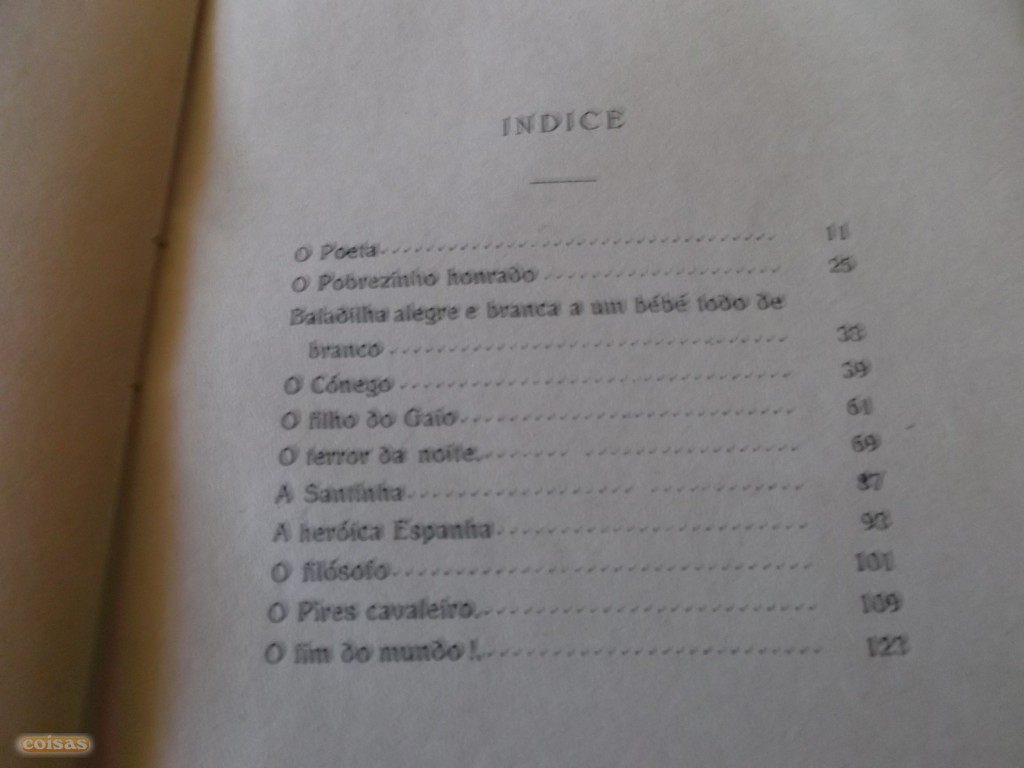 INDICE
O Poeta 11
O Pobrezinho honrado 25
Baladilha alegre e branca a um bébé todo de
branco 33
O Cónego 39
O filho do Gaio 61
O terror da noite 69
A Santinha 87
A heróica Espanha 93
O filósofo 101
O Pires cavaleiro 109
O fim do mundo! 123
coisas